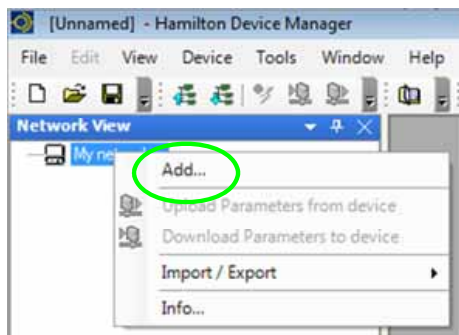 [Unnamed] - Hamilton Device Manager
File Edit View Device Tools Window Help
Network View
My
Add...
Upload Parameters from device
Download Parameters to device
Import / Export
Info...